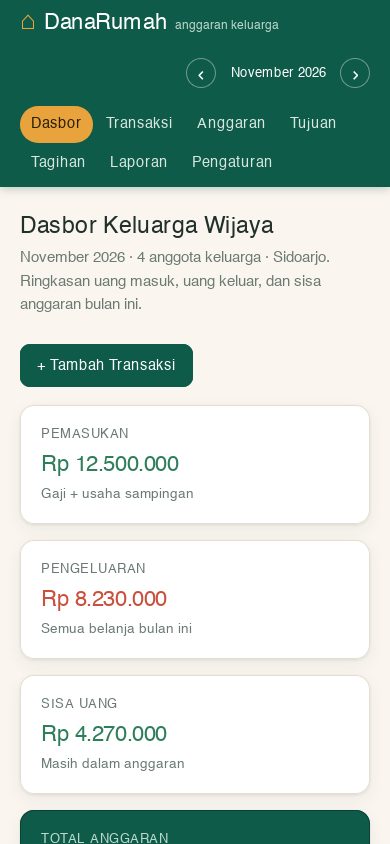 DanaRumah anggaran keluarga
‹ November 2026 ›
Dasbor Transaksi Anggaran Tujuan
Tagihan Laporan Pengaturan
Dasbor Keluarga Wijaya
November 2026 · 4 anggota keluarga · Sidoarjo.
Ringkasan uang masuk, uang keluar, dan sisa
anggaran bulan ini.
+ Tambah Transaksi
PEMASUKAN
Rp 12.500.000
Gaji + usaha sampingan
PENGELUARAN
Rp 8.230.000
Semua belanja bulan ini
SISA UANG
Rp 4.270.000
Masih dalam anggaran
TOTAL ANGGARAN